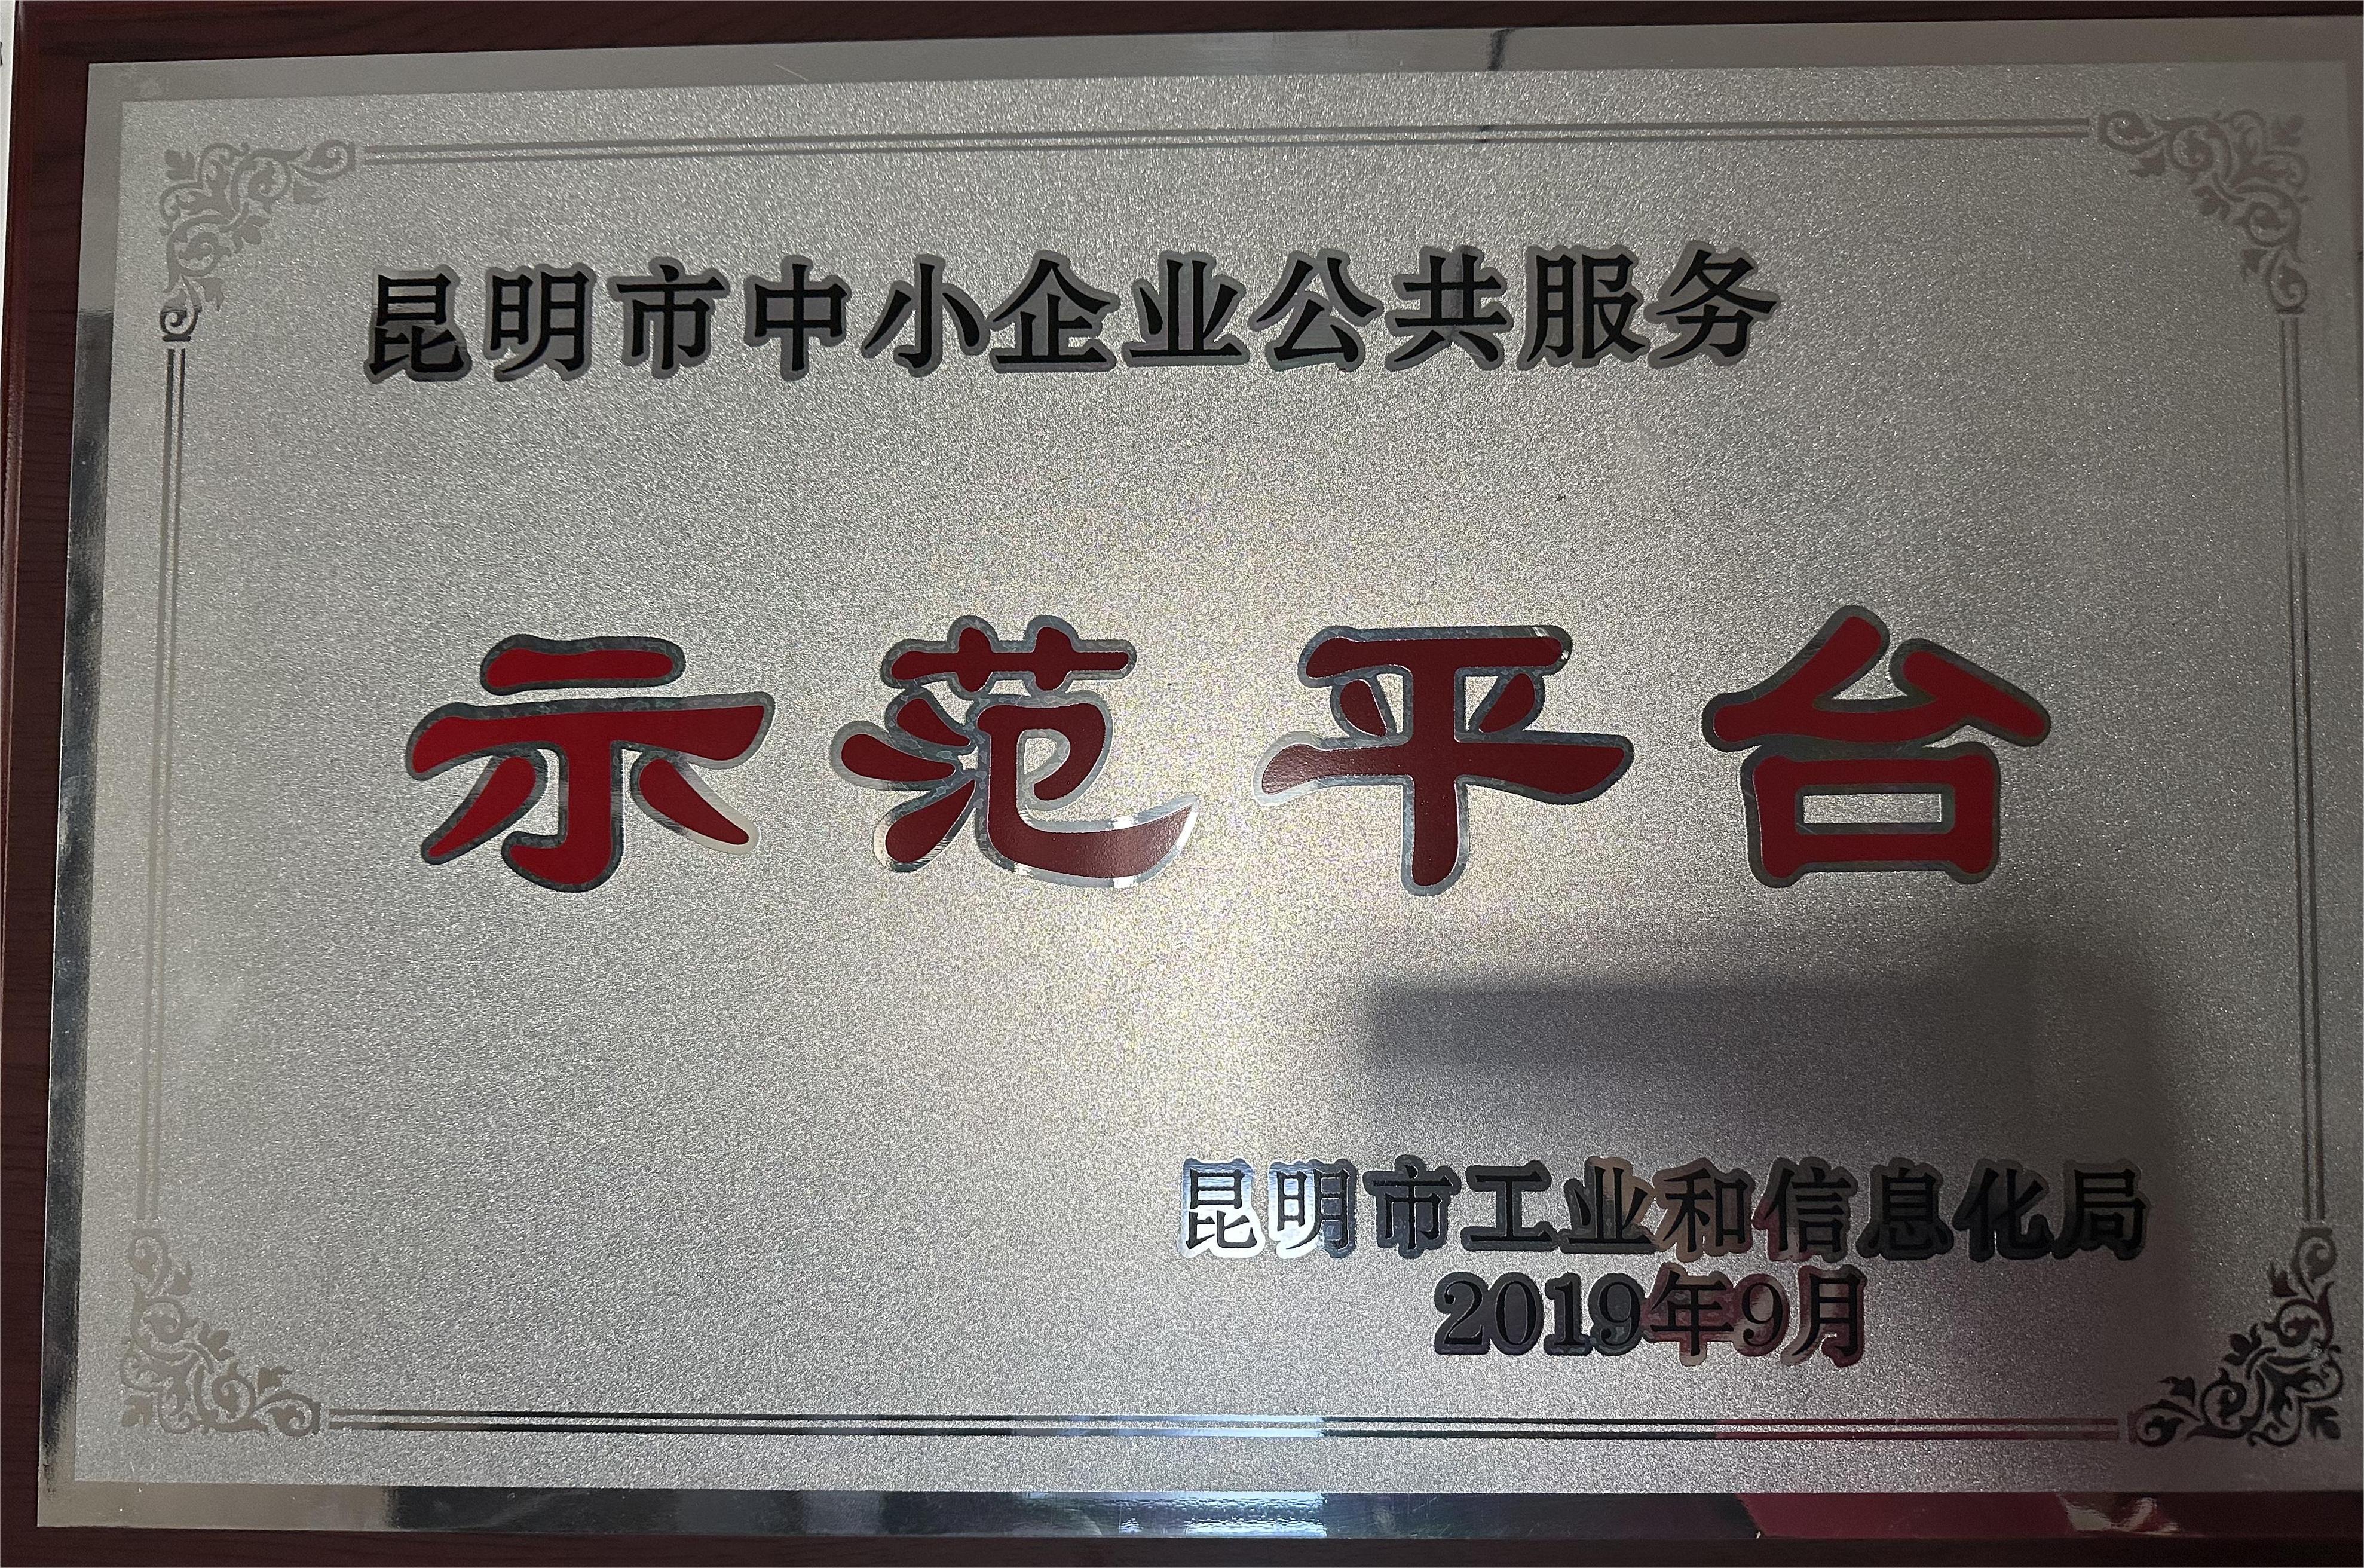 昆明市中小企业公共服务
示范平台
昆明市工业和信息化局
2019年9月